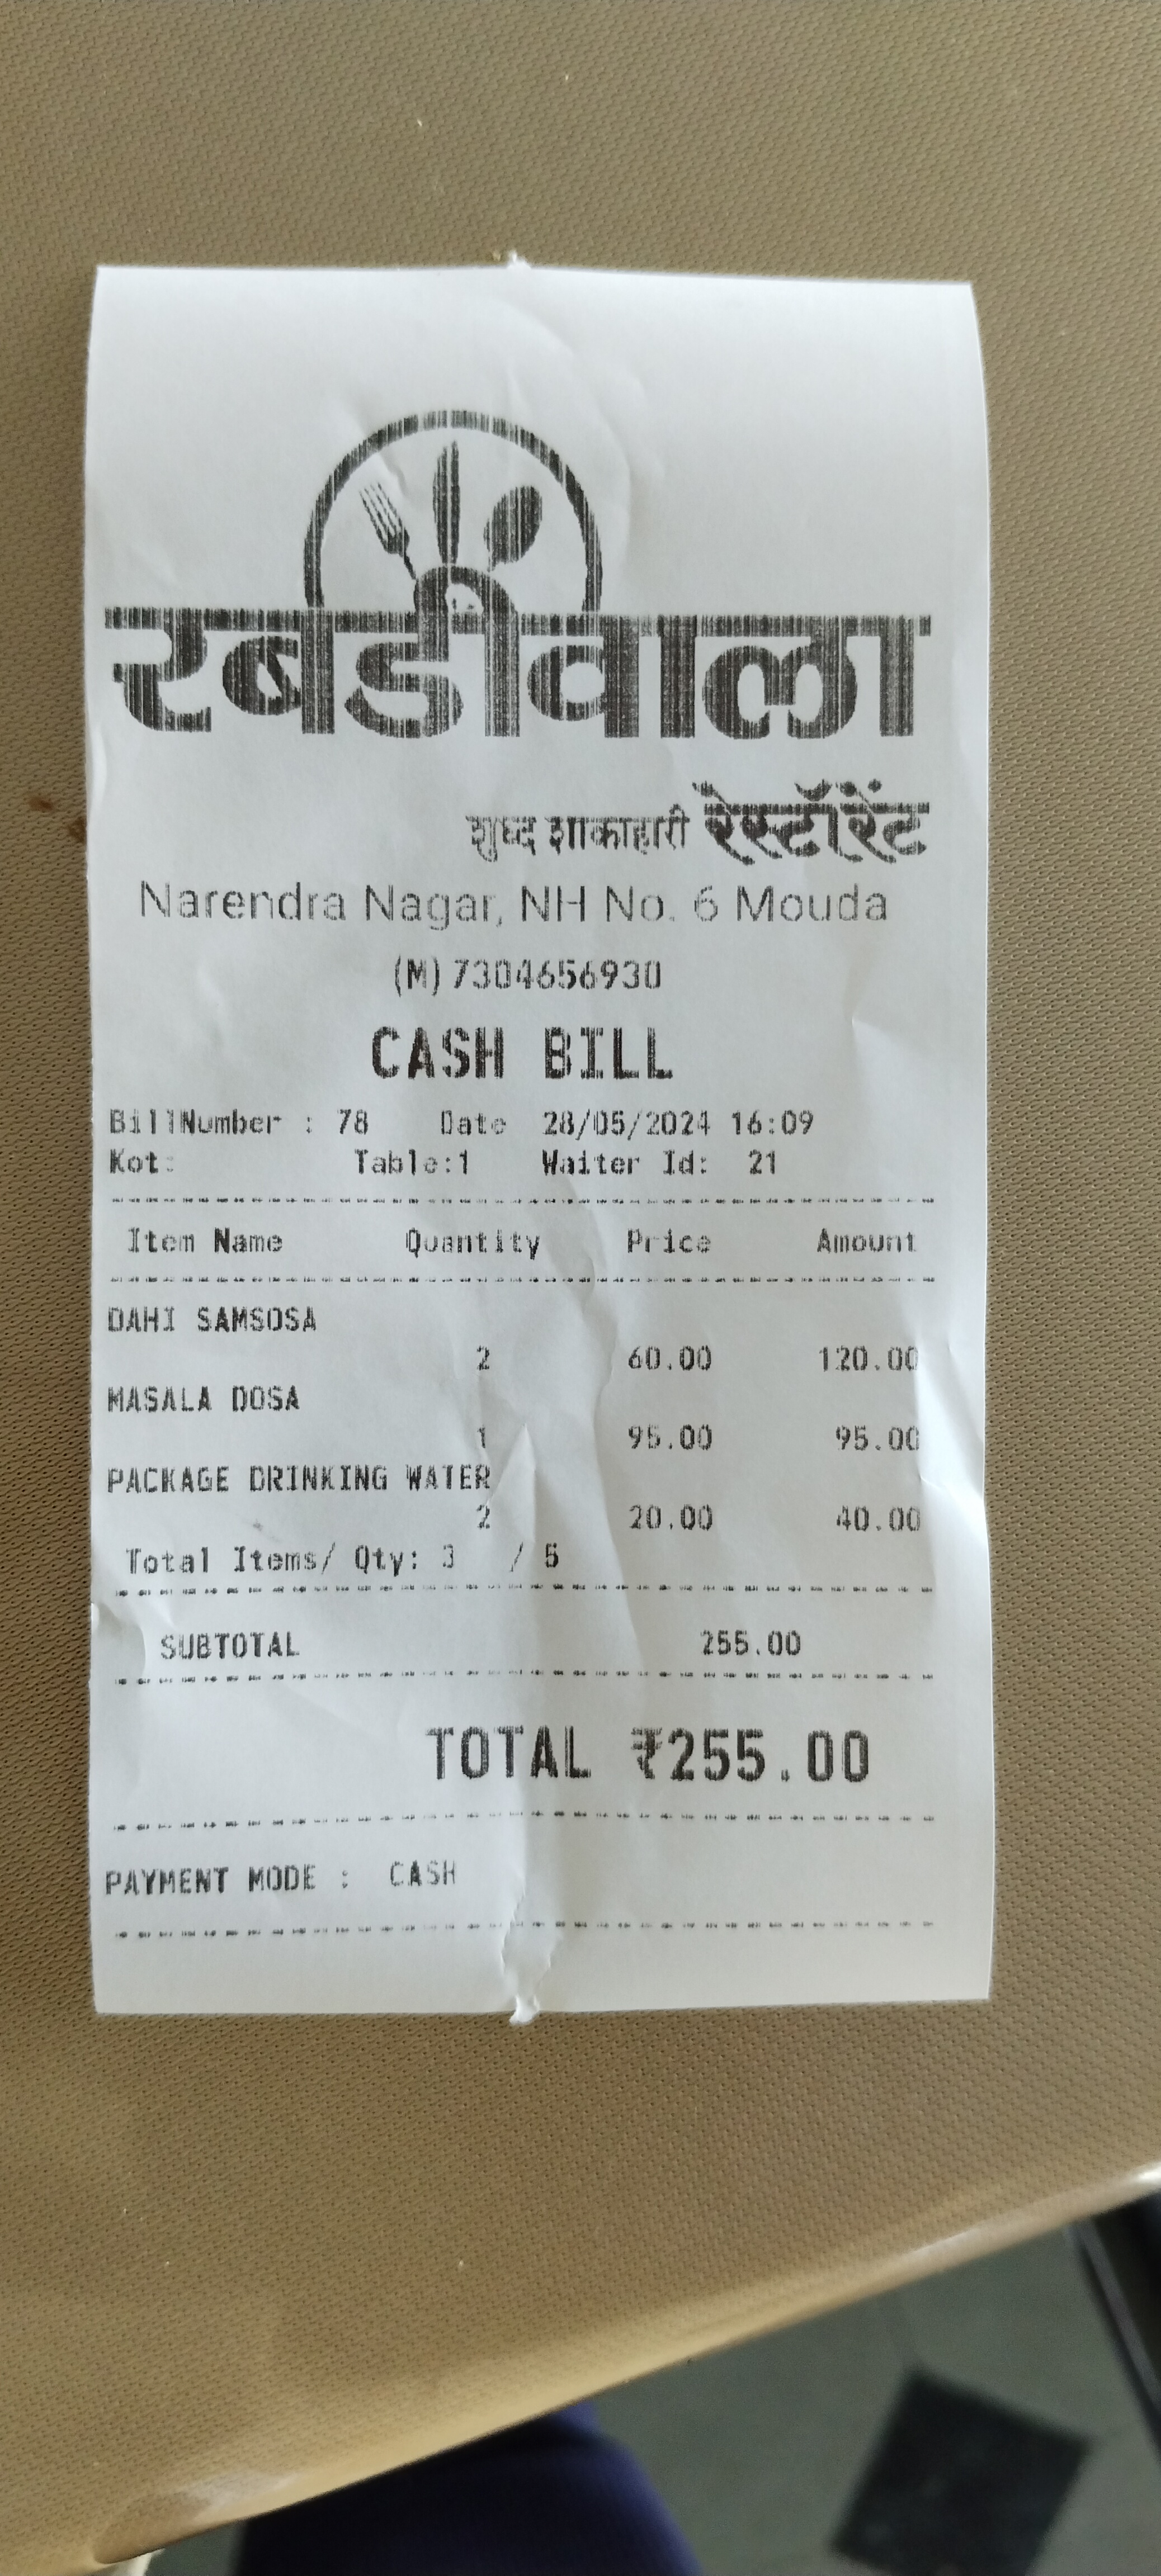 रबडीवाला
शुध्द शाकाहारी रेस्टॉरेंट
Narendra Nagar, NH No. 6 Mouda
(M) 7304656930
CASH BILL
BillNumber : 78 Date 28/05/2024 16:09
Kot: Table:1 Waiter Id: 21
Item Name Quantity Price Amount
DAHI SAMSOSA
2 60.00 120.00
MASALA DOSA
1 95.00 95.00
PACKAGE DRINKING WATER
2 20.00 40.00
Total Items/ Qty: 3 / 5
SUBTOTAL 255.00
TOTAL ₹255.00
PAYMENT MODE : CASH